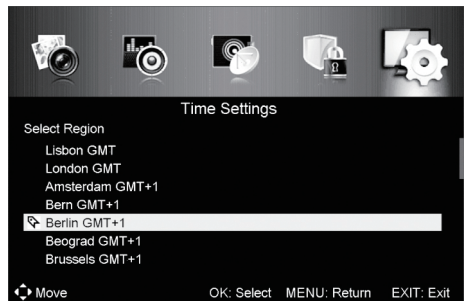 Time Settings
Select Region
Lisbon GMT
London GMT
Amsterdam GMT+1
Bern GMT+1
Berlin GMT+1
Beograd GMT+1
Brussels GMT+1
Move OK: Select MENU: Return EXIT: Exit